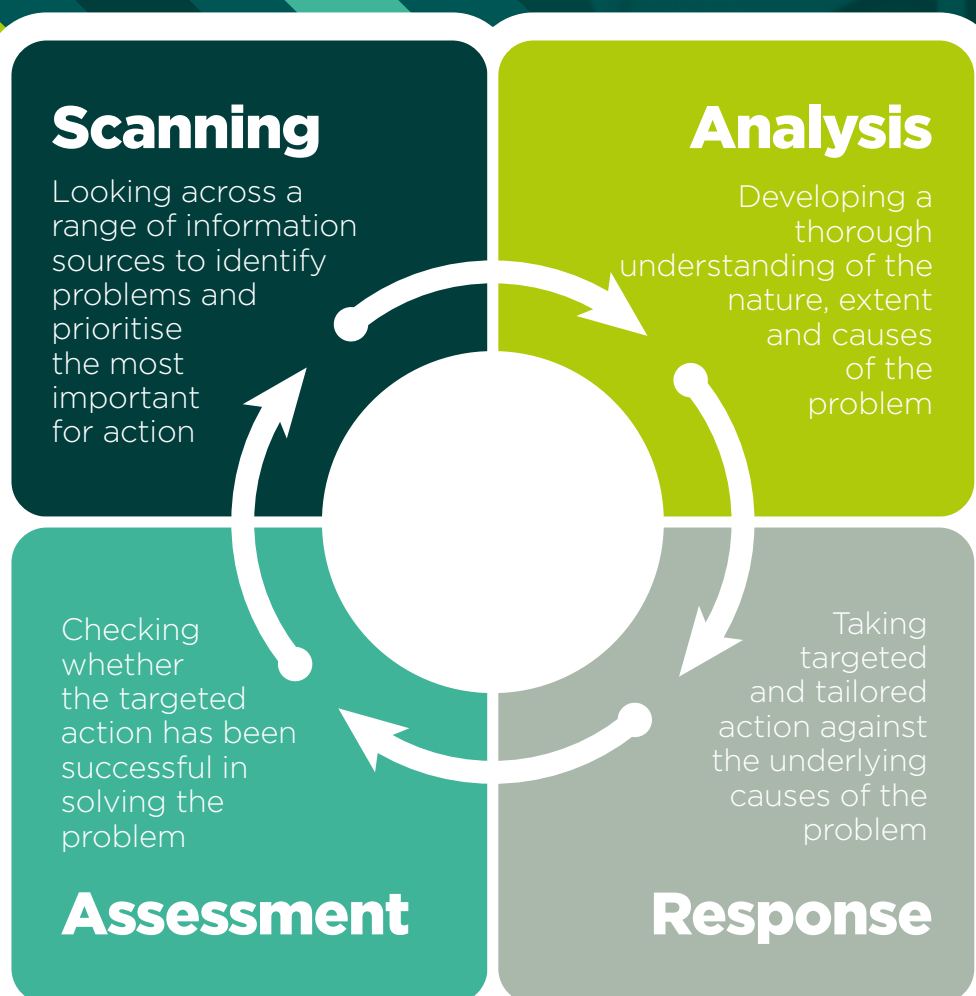 Scanning
Looking across a
range of information
sources to identify
problems and
prioritise
the most
important
for action
Analysis
Developing a
thorough
understanding of the
nature, extent
and causes
of the
problem
Taking
targeted
and tailored
action against
the underlying
causes of the
problem
Response
Checking
whether
the targeted
action has been
successful in
solving the
problem
Assessment